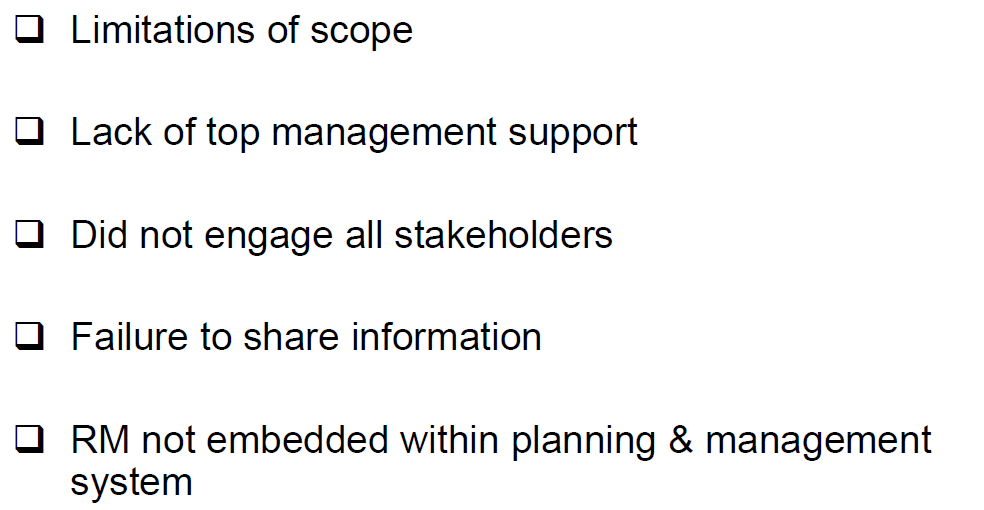 ❑ Limitations of scope
❑ Lack of top management support
❑ Did not engage all stakeholders
❑ Failure to share information
❑ RM not embedded within planning & management
system